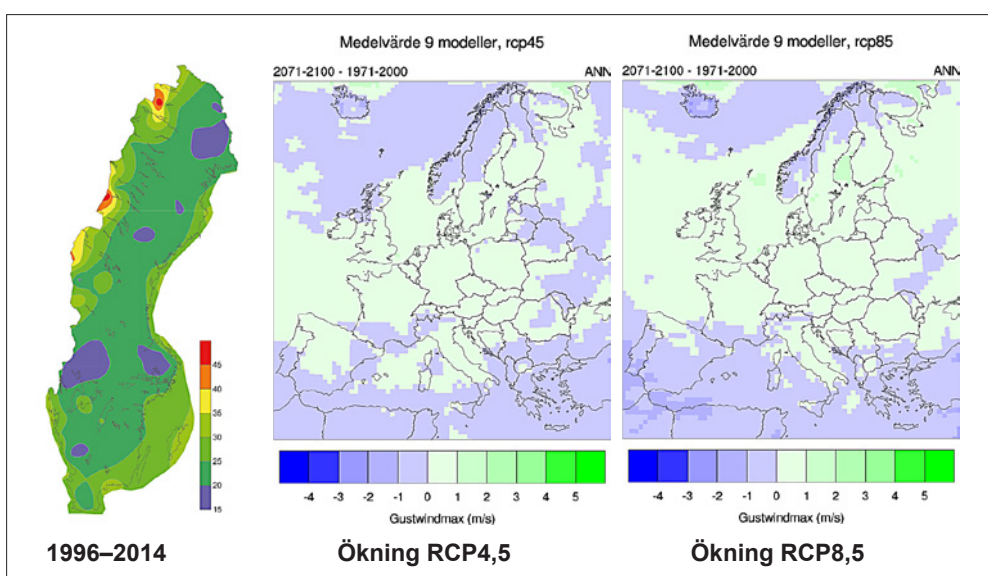 Medelvärde 9 modeller, rcp45
2071-2100 - 1971-2000 ANN
-4 -3 -2 -1 0 1 2 3 4 5
Gustwindmax (m/s)
Medelvärde 9 modeller, rcp85
2071-2100 - 1971-2000 ANN
-4 -3 -2 -1 0 1 2 3 4 5
Gustwindmax (m/s)
45
45
35
30
25
20
15
1996–2014
Ökning RCP4,5
Ökning RCP8,5